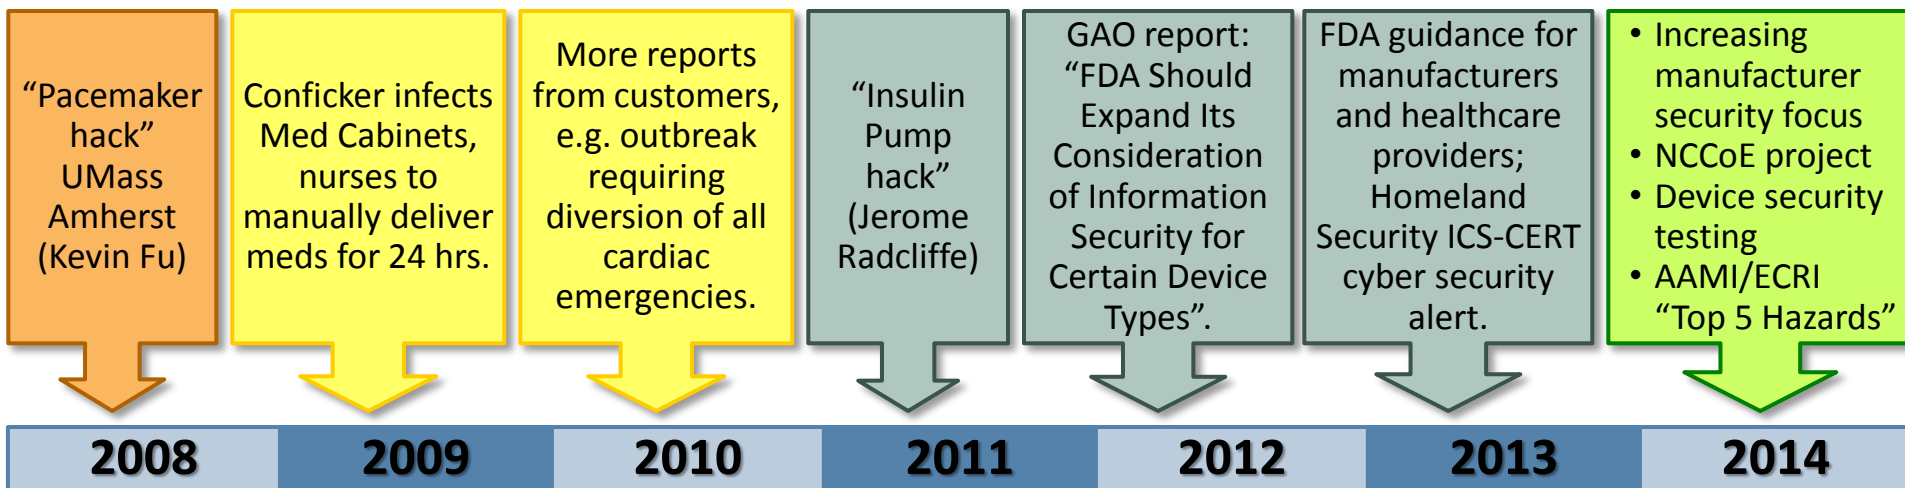 “Pacemaker
hack”
UMass
Amherst
(Kevin Fu)
Conficker infects
Med Cabinets,
nurses to
manually deliver
meds for 24 hrs.
More reports
from customers,
e.g. outbreak
requiring
diversion of all
cardiac
emergencies.
“Insulin
Pump
hack”
(Jerome
Radcliffe)
GAO report:
“FDA Should
Expand Its
Consideration
of Information
Security for
Certain Device
Types”.
FDA guidance for
manufacturers
and healthcare
providers;
Homeland
Security ICS-CERT
cyber security
alert.
• Increasing
manufacturer
security focus
• NCCoE project
• Device security
testing
• AAMI/ECRI
“Top 5 Hazards”
2008
2009
2010
2011
2012
2013
2014